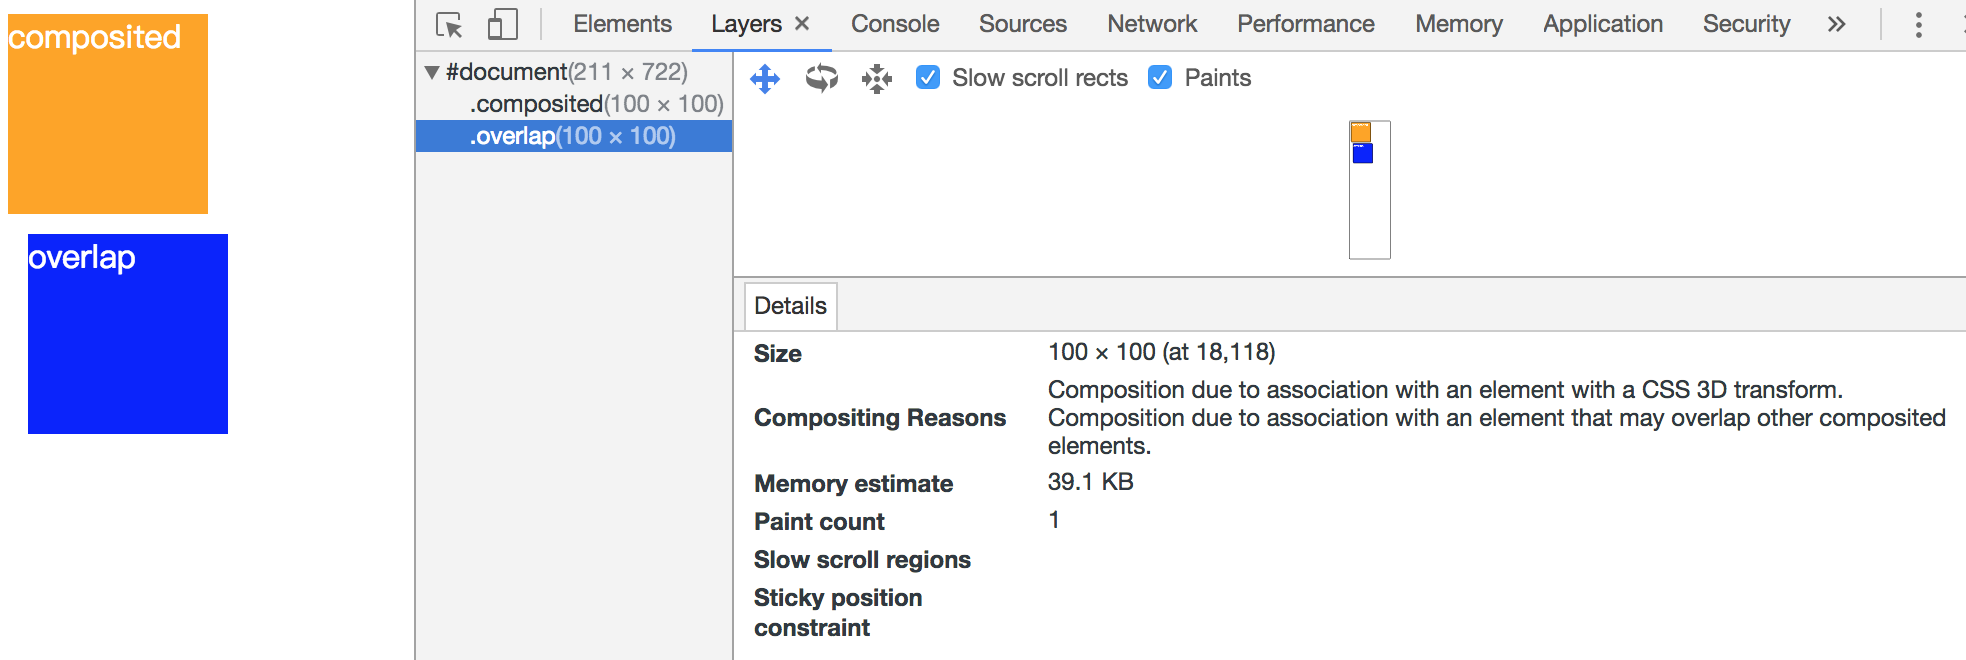 composited
overlap
Elements Layers × Console Sources Network Performance Memory Application Security »
#document(211 × 722)
.composited(100 × 100)
.overlap(100 × 100)
Slow scroll rects Paints
Details
Size 100 × 100 (at 18,118)
Compositing Reasons Composition due to association with an element with a CSS 3D transform.
Composition due to association with an element that may overlap other composited
elements.
Memory estimate 39.1 KB
Paint count 1
Slow scroll regions
Sticky position
constraint